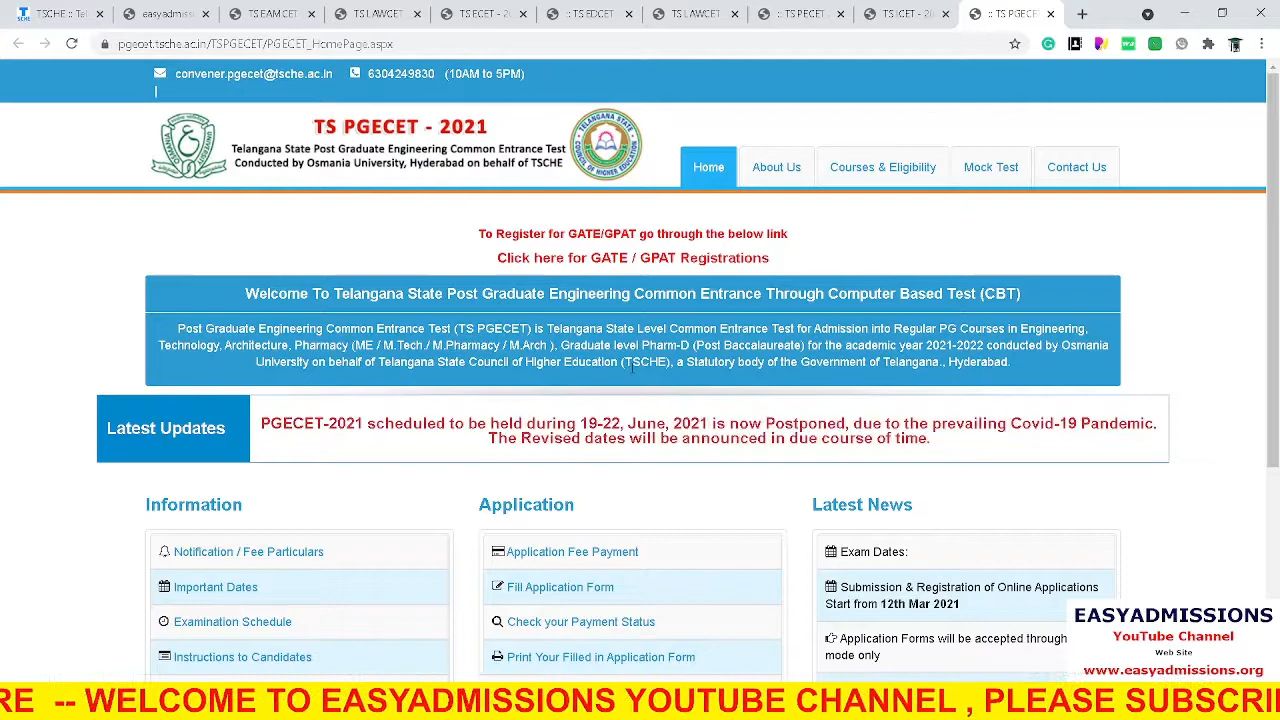 TSCHE :: Tel
easyadmiss
TS EAMCET
TS LAWCET
:: TS ECET - 202
:: TS EDCET
TS LAWCET
:: TS PECET -
easyadmiss
TS ECET - 202
:: TS PGECET
pgecet.tsche.ac.in/TSPGECET/PGECET_HomePage.aspx
convener.pgecet@tsche.ac.in 6304249830 (10AM to 5PM)
|
TS PGECET - 2021
Telangana State Post Graduate Engineering Common Entrance Test
Conducted by Osmania University, Hyderabad on behalf of TSCHE
Home About Us Courses & Eligibility Mock Test Contact Us
To Register for GATE/GPAT go through the below link
Click here for GATE / GPAT Registrations
Welcome To Telangana State Post Graduate Engineering Common Entrance Through Computer Based Test (CBT)
Post Graduate Engineering Common Entrance Test (TS PGECET) is Telangana State Level Common Entrance Test for Admission into Regular PG Courses in Engineering,
Technology, Architecture, Pharmacy (ME / M.Tech./ M.Pharmacy / M.Arch ), Graduate level Pharm-D (Post Baccalaureate) for the academic year 2021-2022 conducted by Osmania
University on behalf of Telangana State Council of Higher Education (TSCHE), a Statutory body of the Government of Telangana., Hyderabad.
Latest Updates
PGECET-2021 scheduled to be held during 19-22, June, 2021 is now Postponed, due to the prevailing Covid-19 Pandemic.
The Revised dates will be announced in due course of time.
Information
Notification / Fee Particulars
Important Dates
Examination Schedule
Instructions to Candidates
Application
Application Fee Payment
Fill Application Form
Check your Payment Status
Print Your Filled in Application Form
Latest News
Exam Dates:
Submission & Registration of Online Applications
Start from 12th Mar 2021
Application Forms will be accepted through
mode only
EASYADMISSIONS
YouTube Channel
Web Site
www.easyadmissions.org
RE -- WELCOME TO EASYADMISSIONS YOUTUBE CHANNEL , PLEASE SUBSCRI